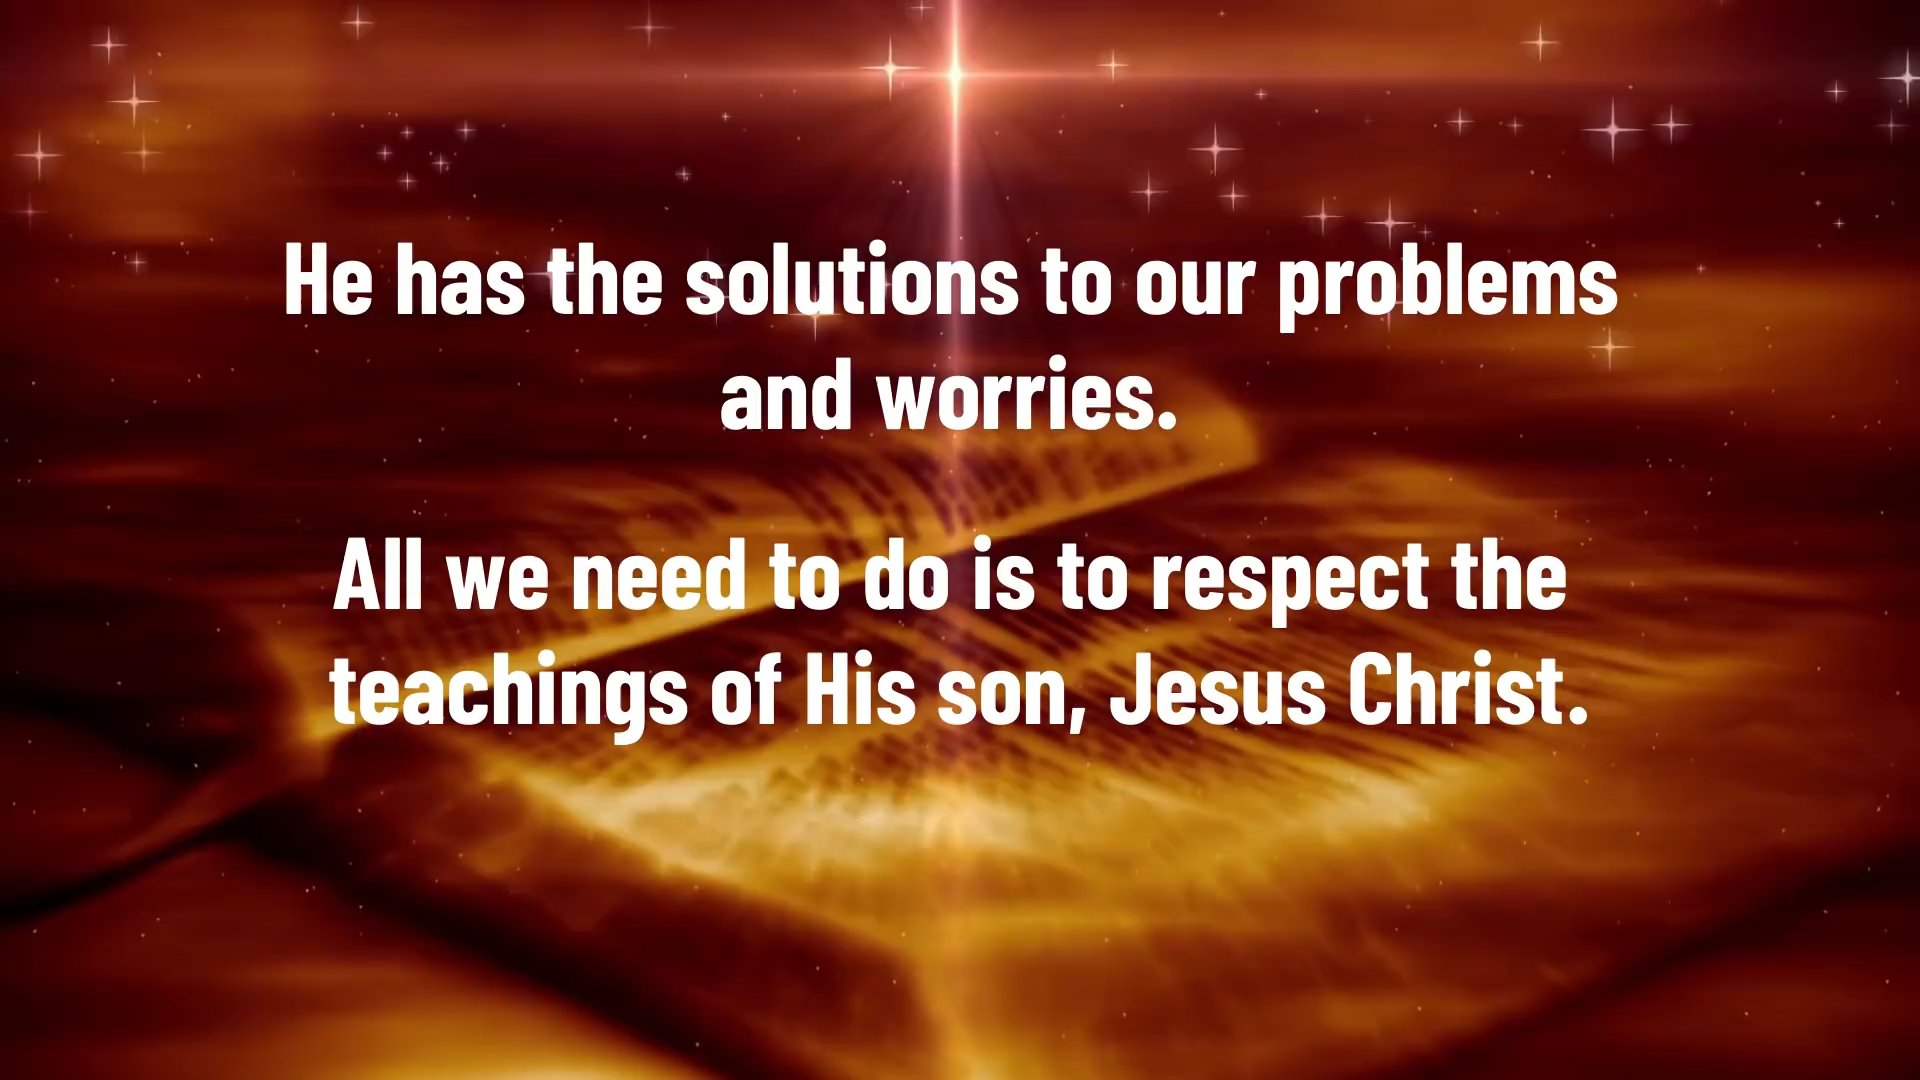 He has the solutions to our problems
and worries.
All we need to do is to respect the
teachings of His son, Jesus Christ.